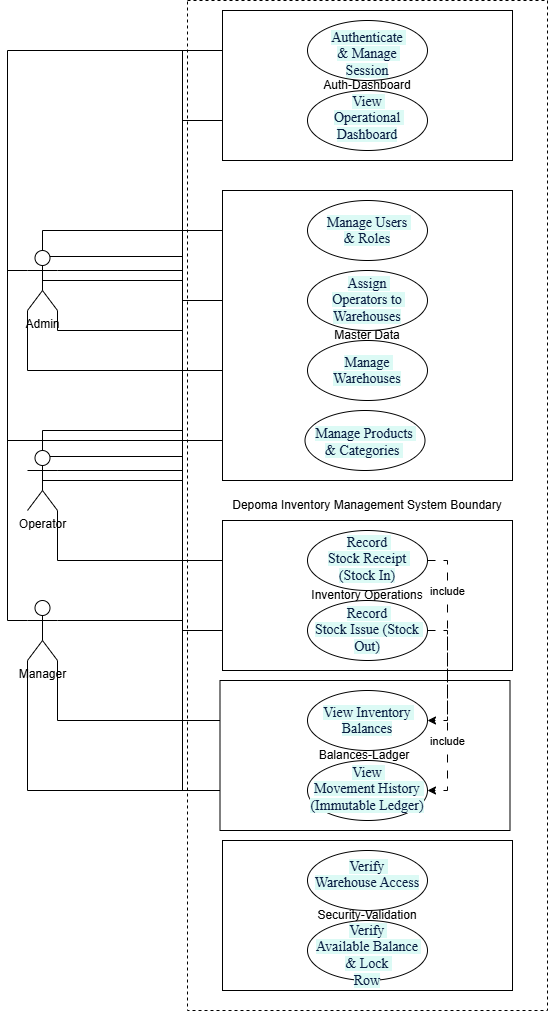 Authenticate
& Manage
Session
Auth-Dashboard
View
Operational
Dashboard
Manage Users
& Roles
Admin
Assign
Operators to
Warehouses
Master Data
Manage
Warehouses
Manage Products
& Categories
Operator
Depoma Inventory Management System Boundary
Record
Stock Receipt
(Stock In)
include
Inventory Operations
Record
Stock Issue (Stock
Out)
Manager
View Inventory
Balances
include
Balances-Ledger
View
Movement History
(Immutable Ledger)
Verify
Warehouse Access
Security-Validation
Verify
Available Balance
& Lock
Row